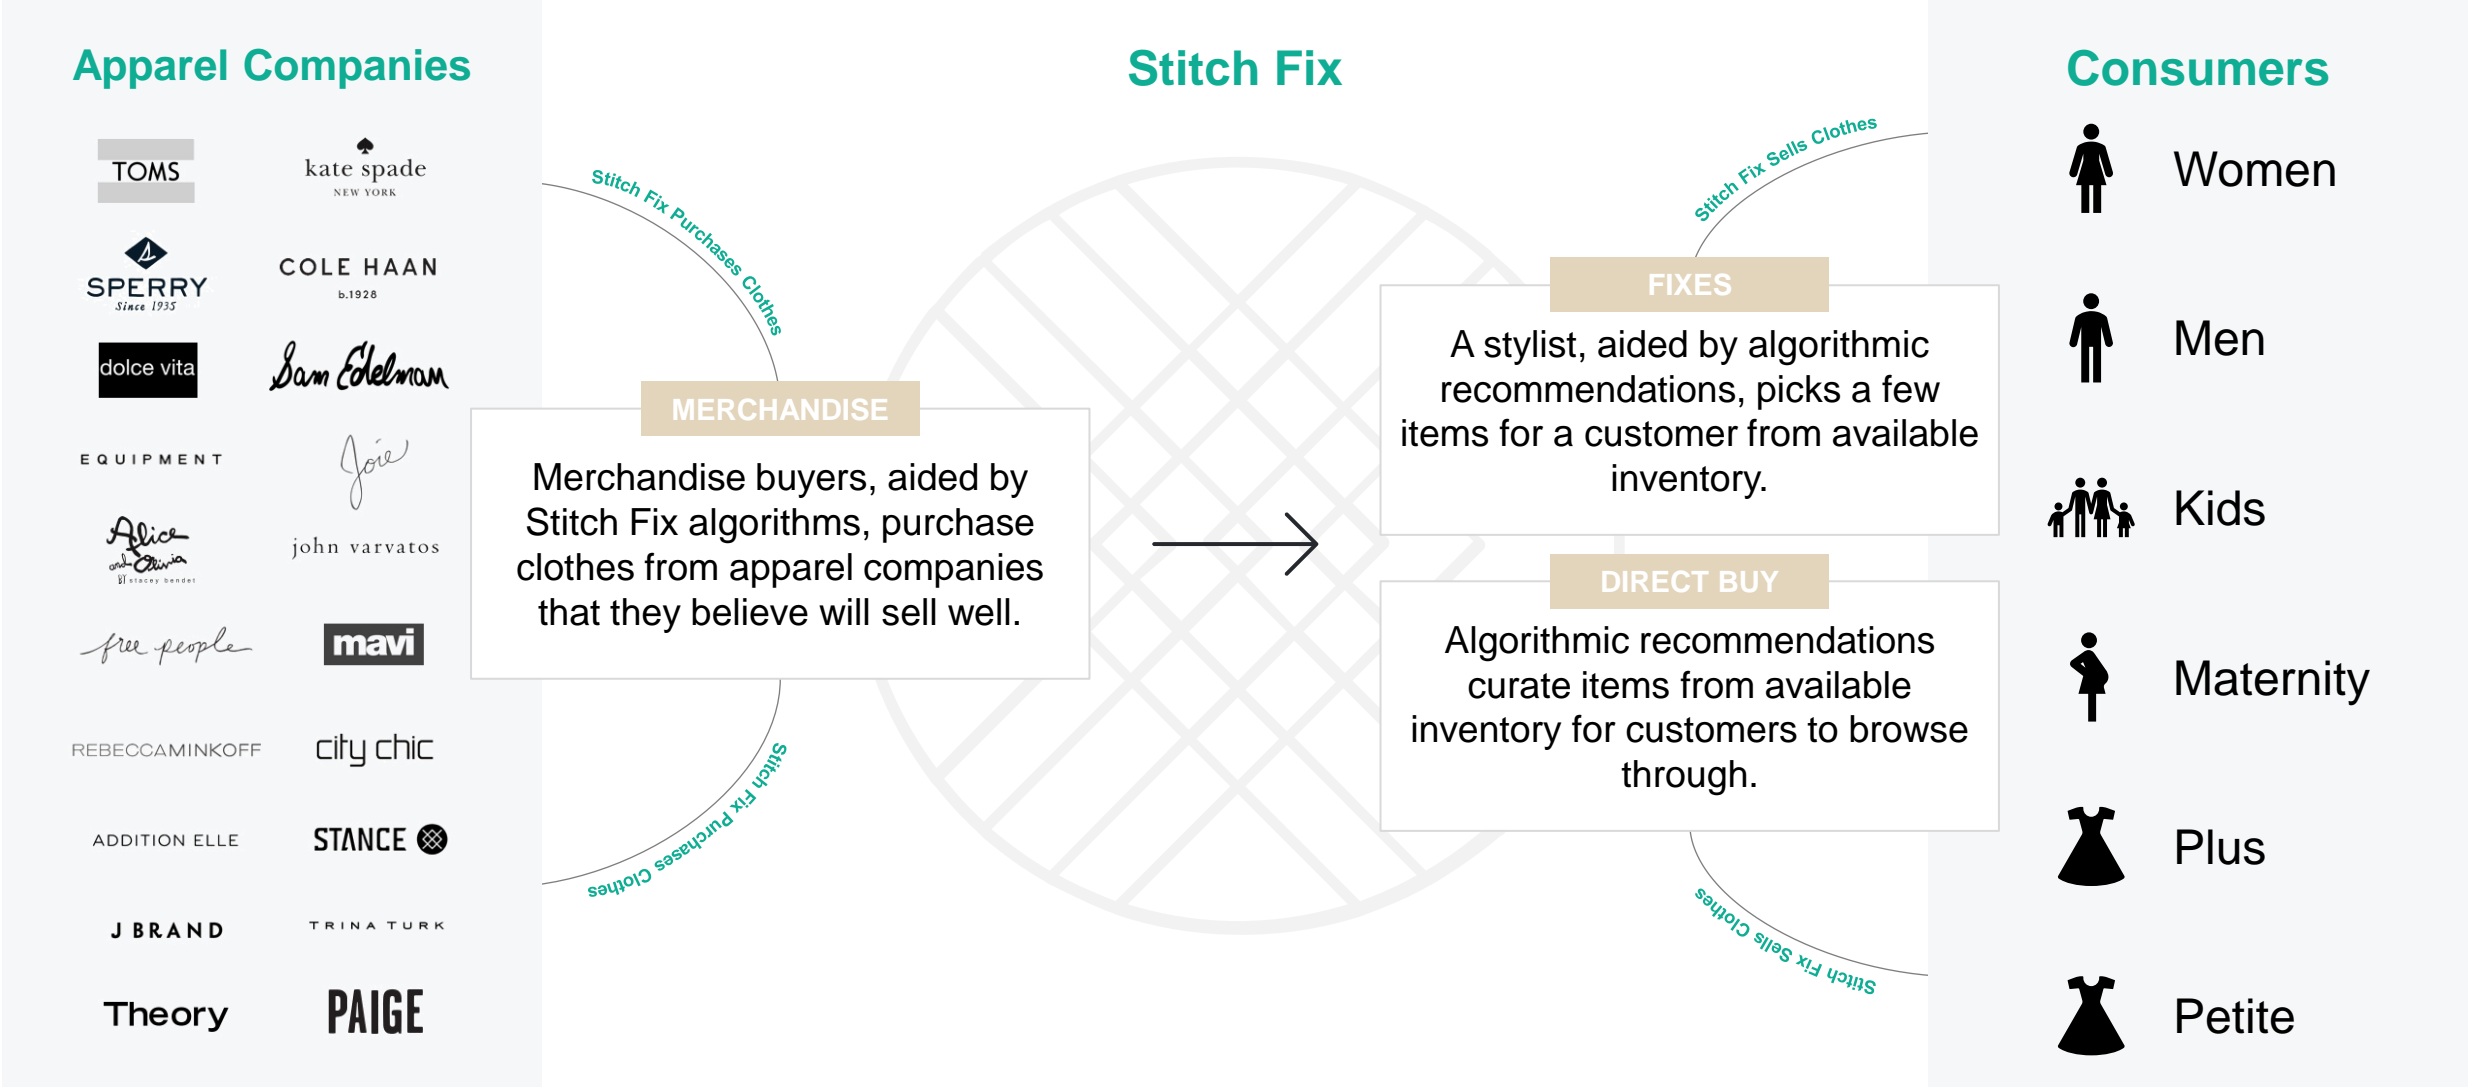 Apparel Companies
TOMS
kate spade
NEW YORK
SPERRY
Since 1935
COLE HAAN
b.1928
dolce vita
Sam Edelman
EQUIPMENT
Joie
Alice
and Olivia
BY stacey bendet
john varvatos
free people
mavi
REBECCAMINKOFF
city chic
ADDITION ELLE
STANCE
J BRAND
TRINA TURK
Theory
PAIGE
Stitch Fix
Stitch Fix Purchases Clothes
MERCHANDISE
Merchandise buyers, aided by
Stitch Fix algorithms, purchase
clothes from apparel companies
that they believe will sell well.
Stitch Fix Purchases Clothes
Stitch Fix Sells Clothes
FIXES
A stylist, aided by algorithmic
recommendations, picks a few
items for a customer from available
inventory.
DIRECT BUY
Algorithmic recommendations
curate items from available
inventory for customers to browse
through.
Stitch Fix Sells Clothes
Consumers
Women
Men
Kids
Maternity
Plus
Petite